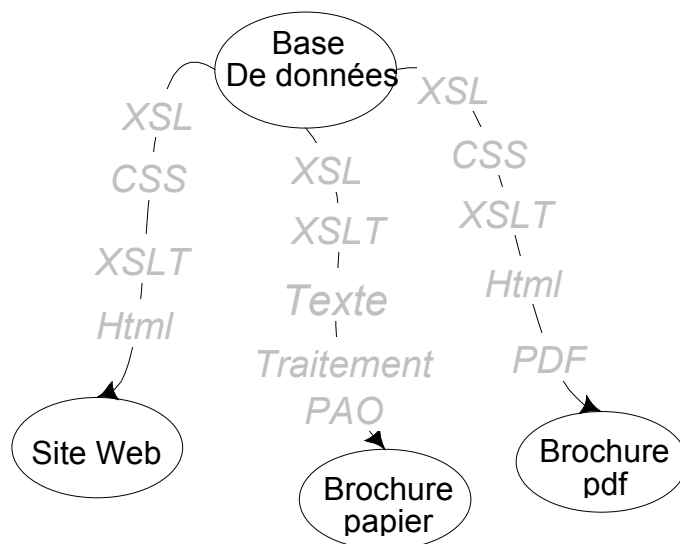 Base
De données
XSL
CSS
XSLT
Html
Site Web
XSL
XSLT
Texte
Traitement
PAO
Brochure
papier
XSL
CSS
XSLT
Html
PDF
Brochure
pdf